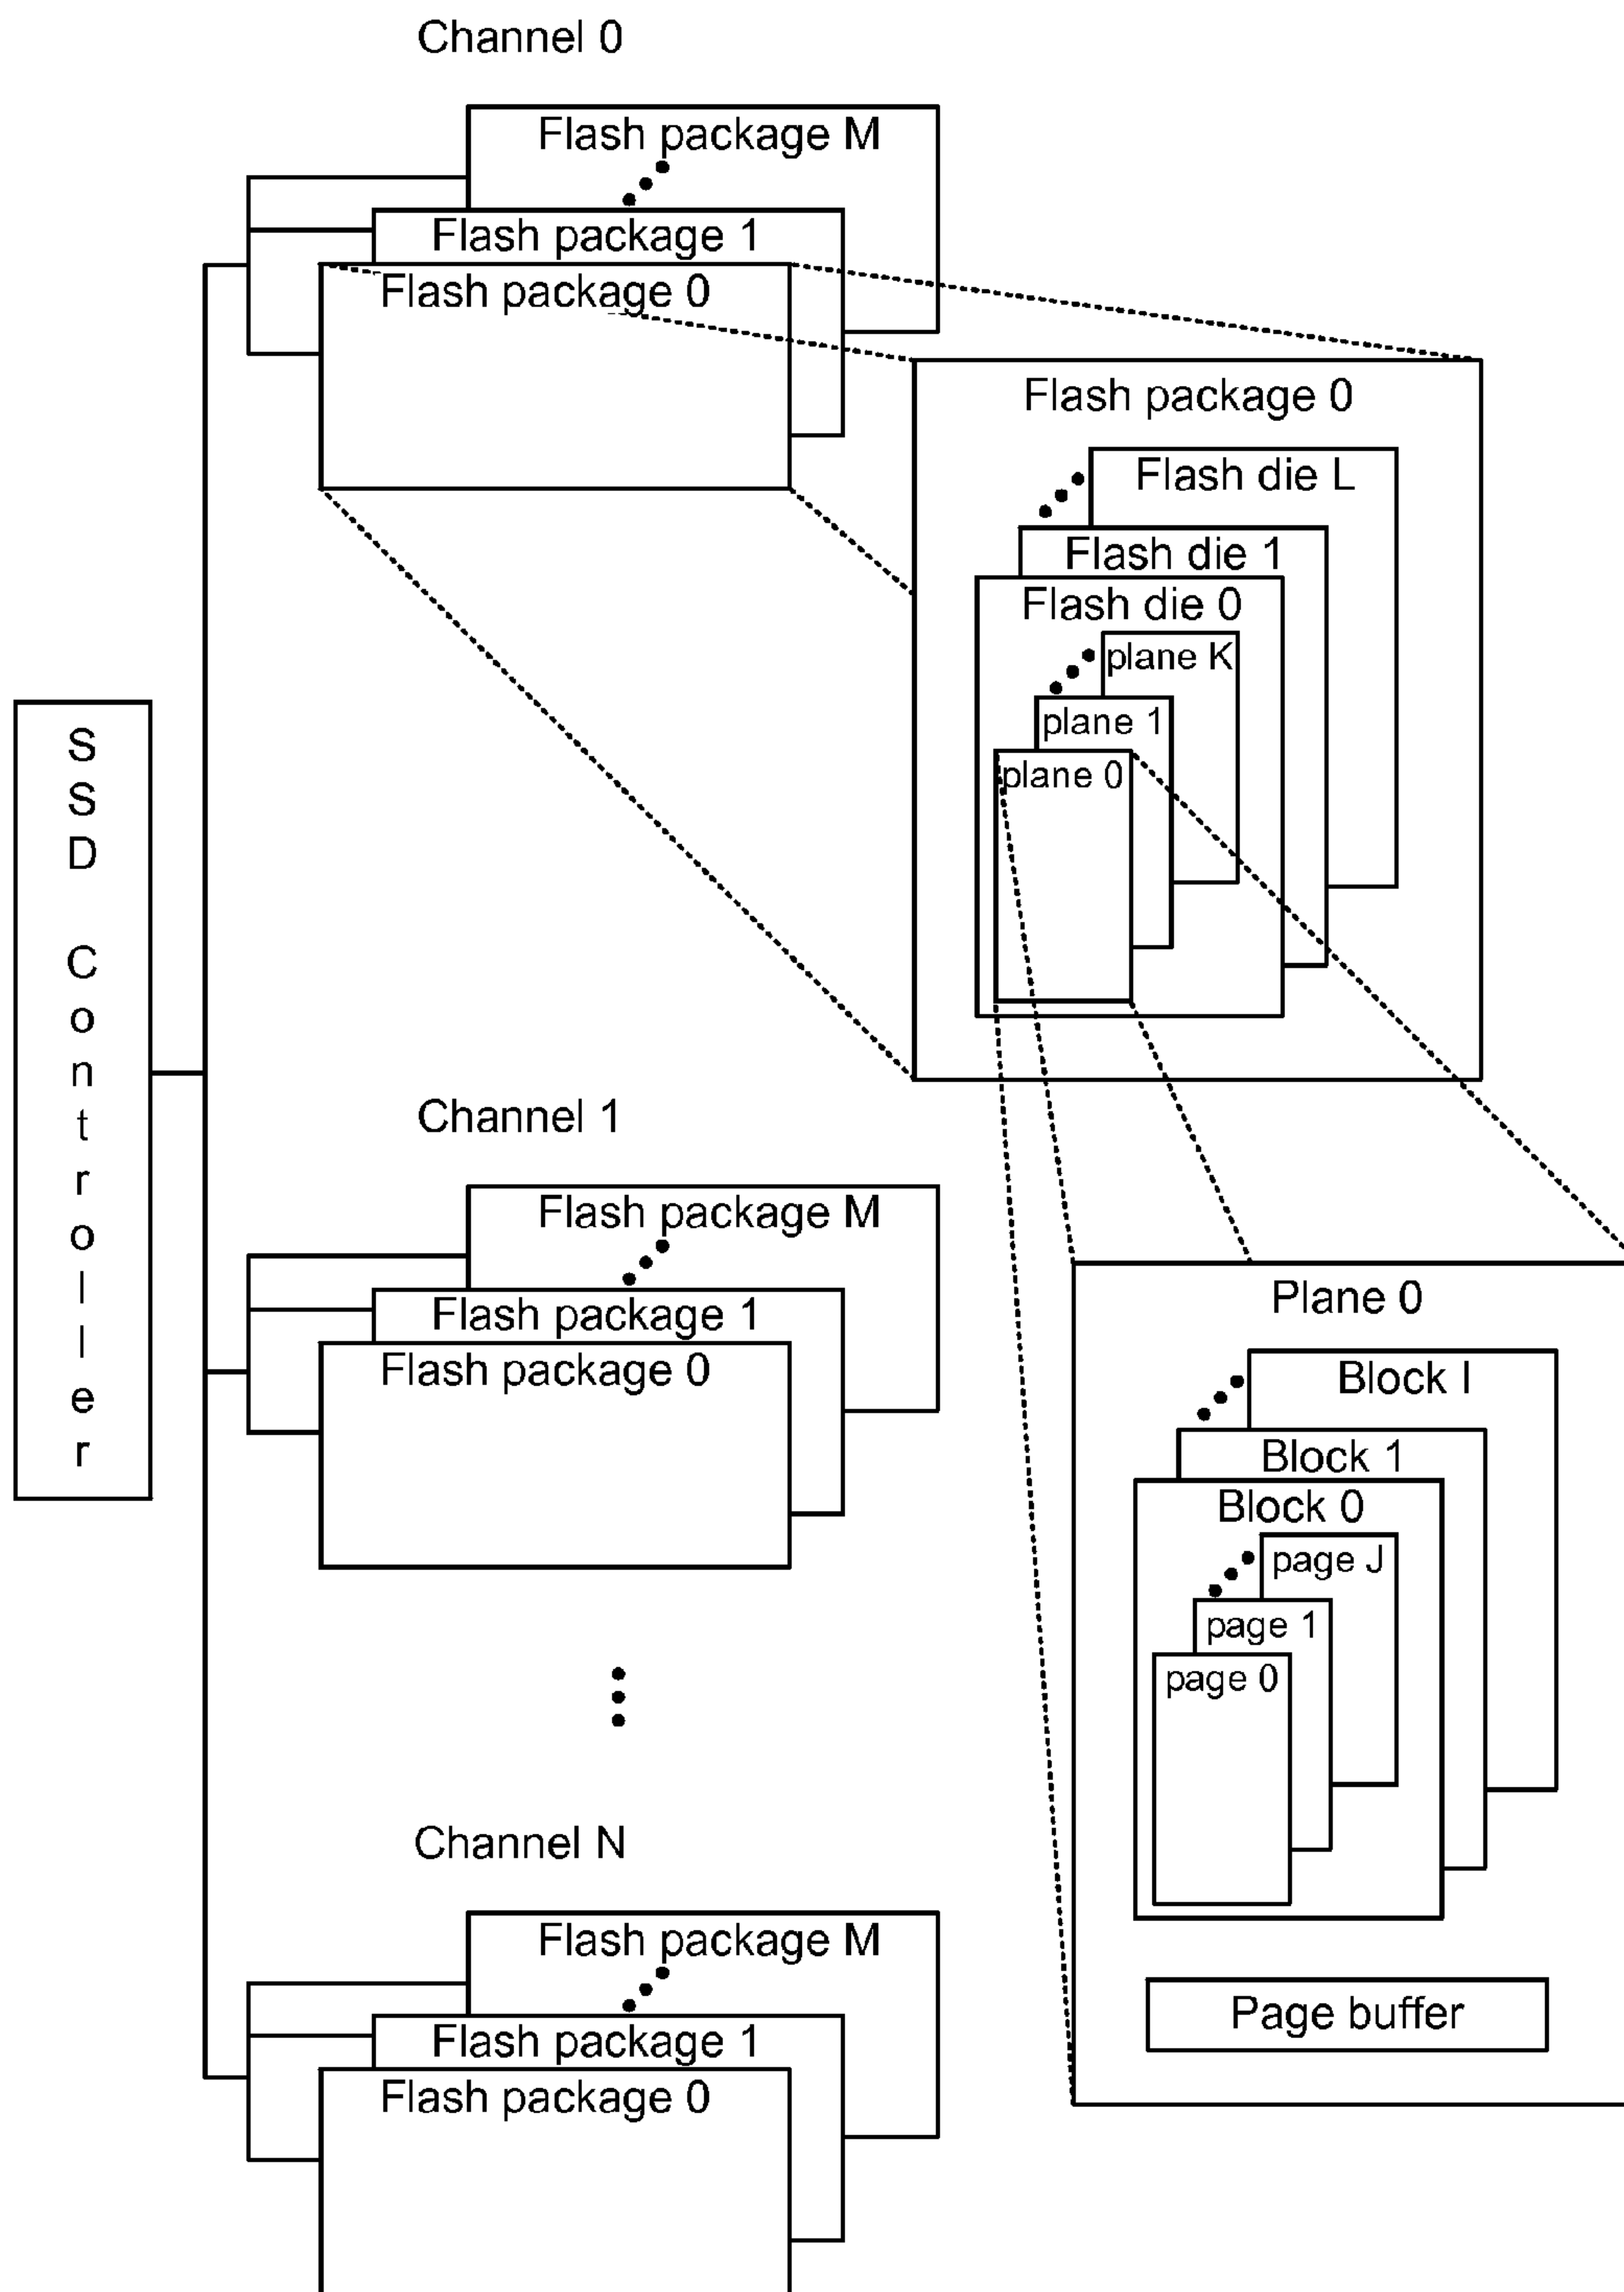 Channel 0
Flash package M
Flash package 1
Flash package 0
Flash package 0
Flash die L
Flash die 1
Flash die 0
plane K
plane 1
plane 0
SSD Controller
Channel 1
Flash package M
Flash package 1
Flash package 0
Plane 0
Block I
Block 1
Block 0
page J
page 1
page 0
Page buffer
Channel N
Flash package M
Flash package 1
Flash package 0